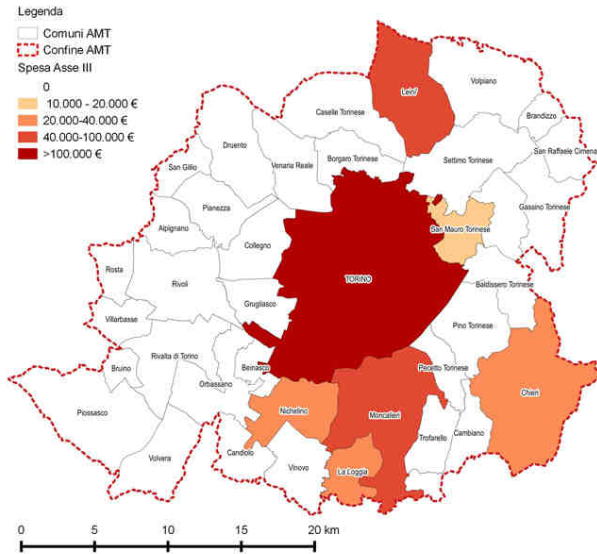 Legenda
Comuni AMT
Confine AMT
Spesa Asse III
0
10.000 - 20.000 €
20.000-40.000 €
40.000-100.000 €
>100.000 €
Leini'
Volpiano
Caselle Torinese
Brandizzo
Druento
San Raffaele Cimena
San Gilio
Venaria Reale
Borgaro Torinese
Settimo Torinese
Pianezza
Gassino Torinese
Alpignano
San Mauro Torinese
Collegno
Rosta
Rivoli
TORINO
Baldissero Torinese
Grugliasco
Villarbasse
Pino Torinese
Rivalta di Torino
Bruino
Beinasco
Pecetto Torinese
Orbassano
Chieri
Piossasco
Nichelino
Moncalieri
Trofarello
Cambiano
Volvera
Candiolo
Vinovo
La Loggia
0 5 10 15 20 km